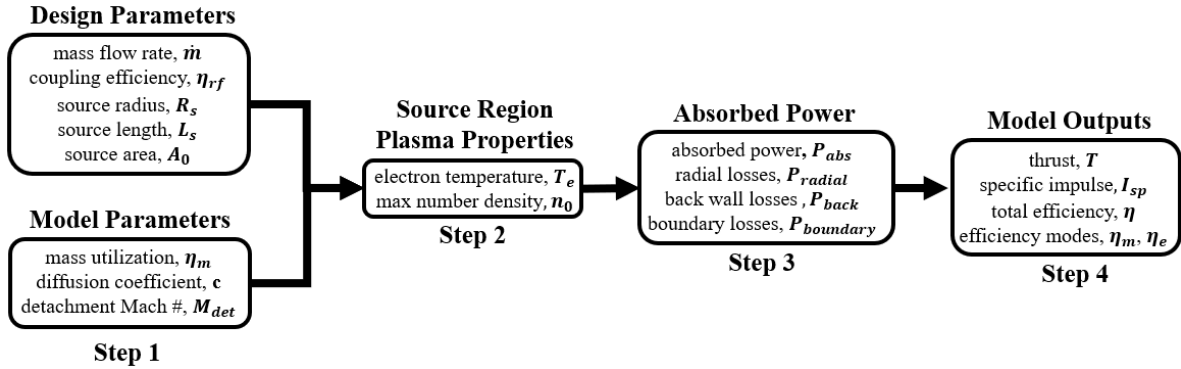 Design Parameters
mass flow rate, ṁ
coupling efficiency, η_rf
source radius, R_s
source length, L_s
source area, A_0
Model Parameters
mass utilization, η_m
diffusion coefficient, c
detachment Mach #, M_det
Step 1
Source Region
Plasma Properties
electron temperature, T_e
max number density, n_0
Step 2
Absorbed Power
absorbed power, P_abs
radial losses, P_radial
back wall losses , P_back
boundary losses, P_boundary
Step 3
Model Outputs
thrust, T
specific impulse, I_sp
total efficiency, η
efficiency modes, η_m, η_e
Step 4